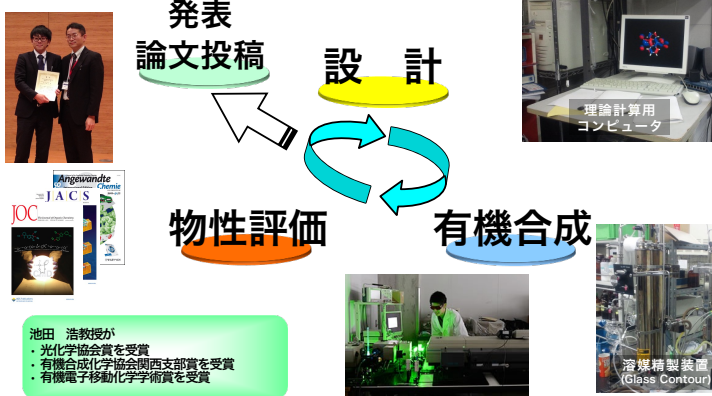 発表
論文投稿
設 計
理論計算用
コンピュータ
Angewandte
Chemie
JACS
JOC
物性評価
有機合成
溶媒精製装置
(Glass Contour)
池田 浩教授が
・ 光化学協会賞を受賞
・ 有機合成化学協会関西支部賞を受賞
・ 有機電子移動化学学術賞を受賞